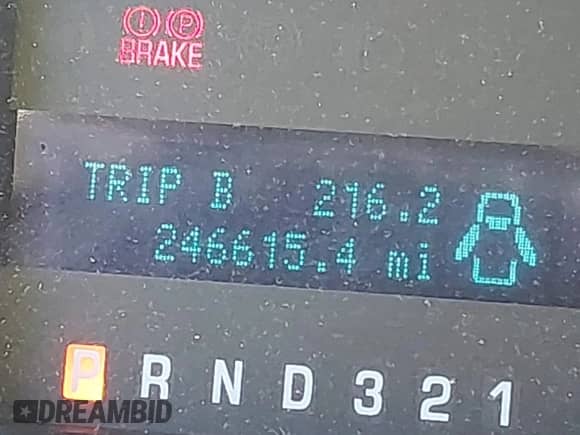 BRAKE
TRIP B 216.2
246615.4 mi
P R N D 3 2 1
DREAMBID